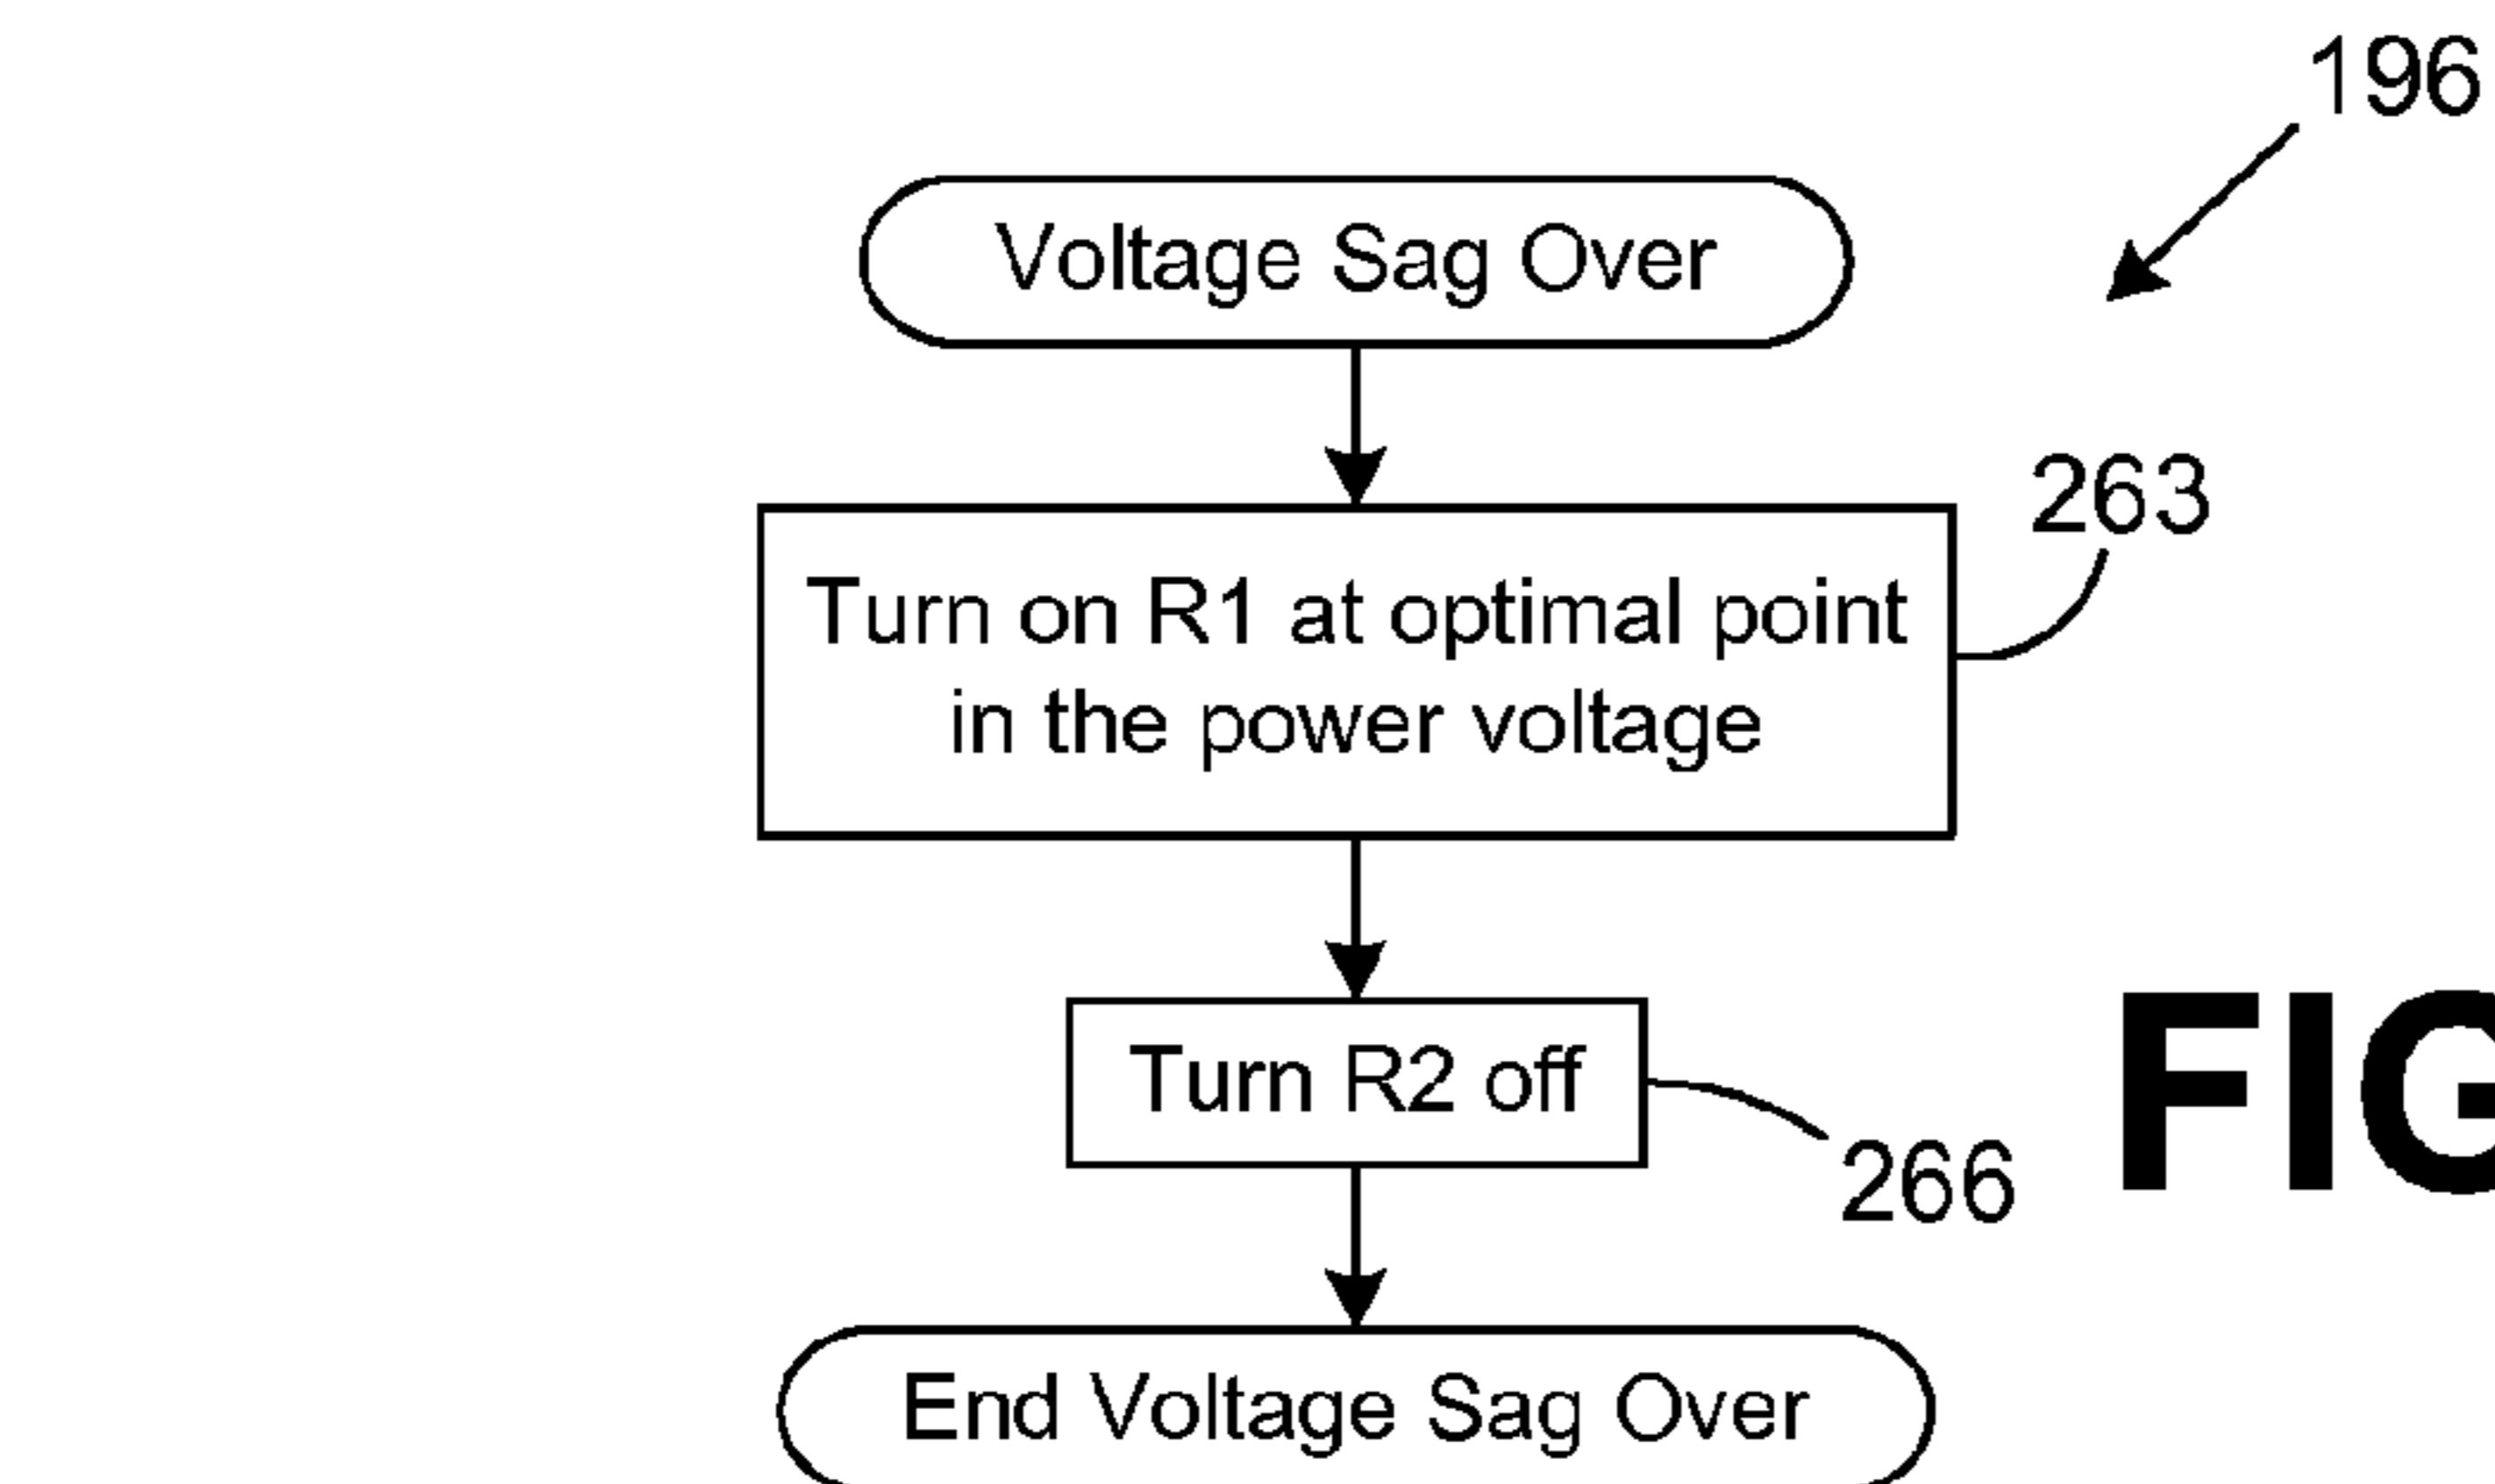 196
Voltage Sag Over
263
Turn on R1 at optimal point
in the power voltage
Turn R2 off
266
FIG
End Voltage Sag Over